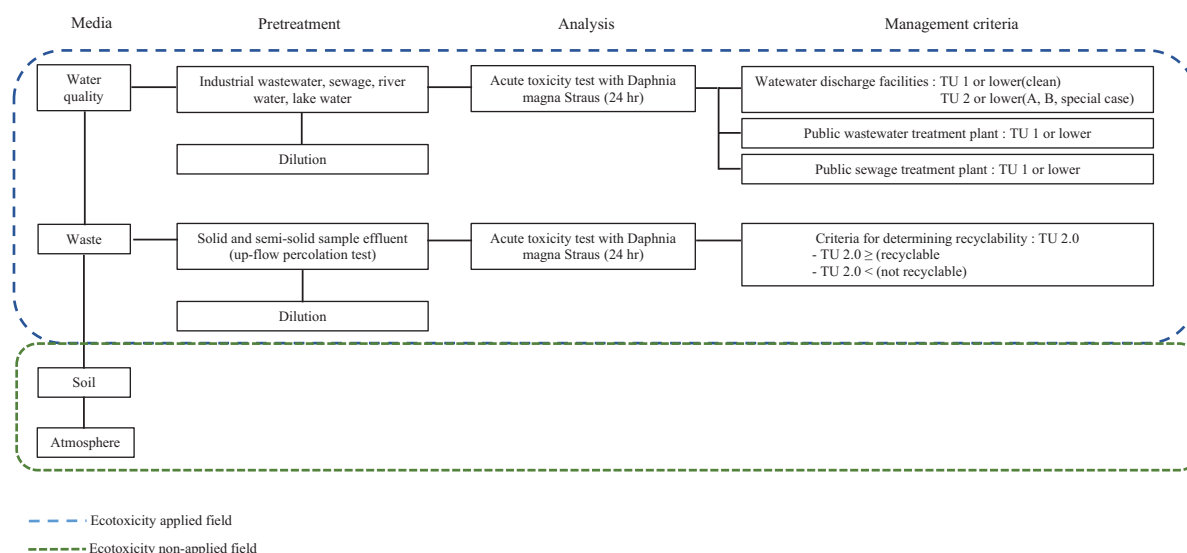 Media Pretreatment Analysis Management criteria
Water
quality
Industrial wastewater, sewage, river
water, lake water
Acute toxicity test with Daphnia
magna Straus (24 hr)
Watewater discharge facilities : TU 1 or lower(clean)
TU 2 or lower(A, B, special case)
Public wastewater treatment plant : TU 1 or lower
Dilution
Public sewage treatment plant : TU 1 or lower
Waste
Solid and semi-solid sample effluent
(up-flow percolation test)
Acute toxicity test with Daphnia
magna Straus (24 hr)
Criteria for determining recyclability : TU 2.0
- TU 2.0 ≥ (recyclable
- TU 2.0 < (not recyclable)
Dilution
Soil
Atmosphere
Ecotoxicity applied field
Ecotoxicity non-applied field